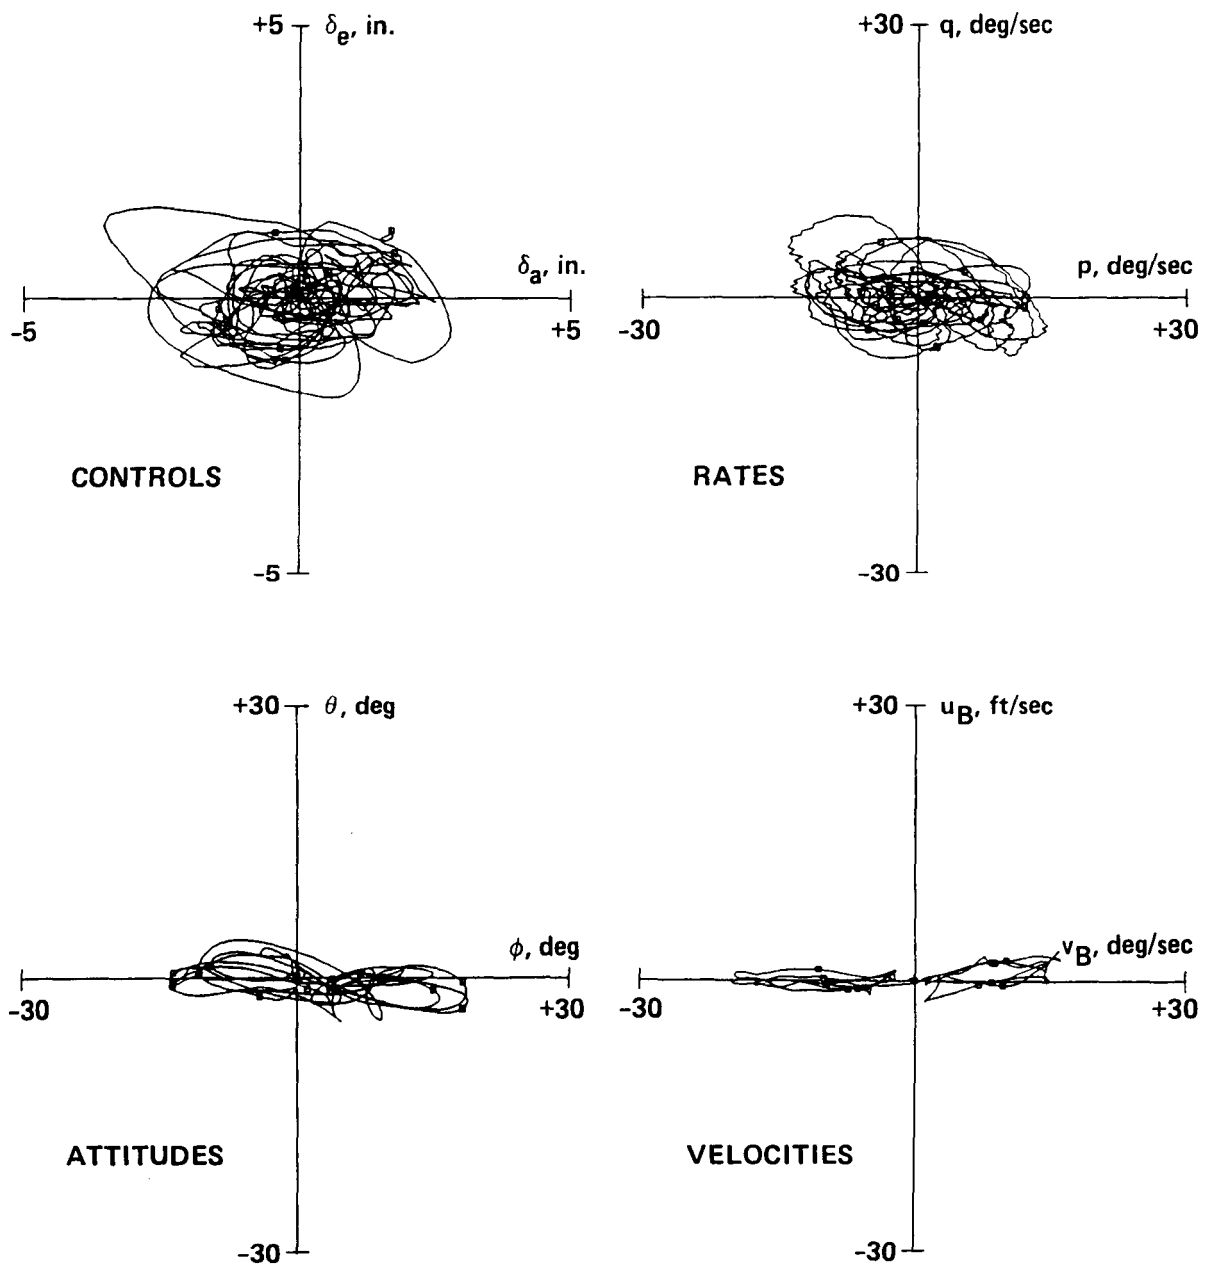 +5 δe, in.
δa, in.
-5
+5
CONTROLS
-5
+30 q, deg/sec
p, deg/sec
-30
+30
RATES
-30
+30 θ, deg
ϕ, deg
-30
+30
ATTITUDES
-30
+30 uB, ft/sec
vB, deg/sec
-30
+30
VELOCITIES
-30